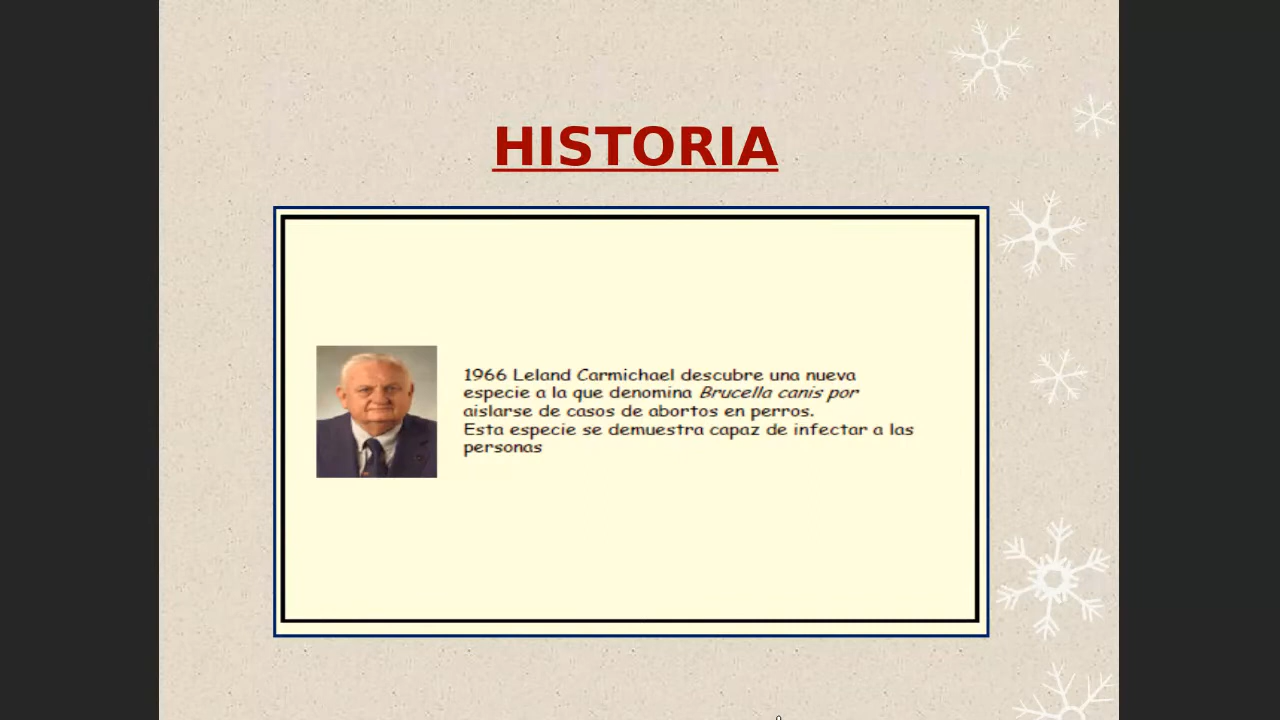 HISTORIA
1966 Leland Carmichael descubre una nueva
especie a la que denomina Brucella canis por
aislarse de casos de abortos en perros.
Esta especie se demuestra capaz de infectar a las
personas